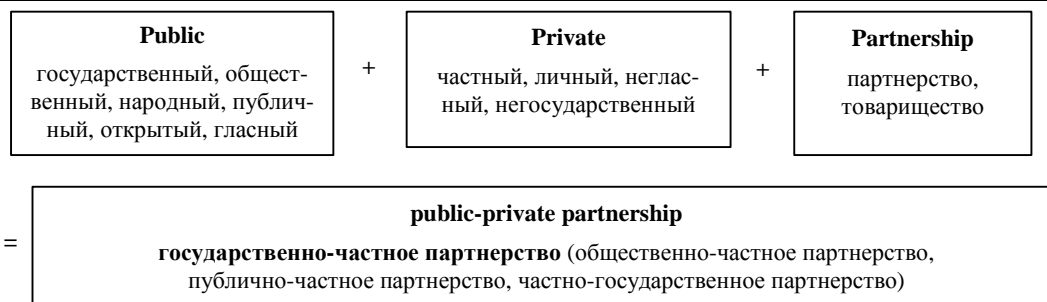 Public
государственный, общест-
венный, народный, публич-
ный, открытый, гласный
+
Private
частный, личный, неглас-
ный, негосударственный
+
Partnership
партнерство,
товарищество
=
public-private partnership
государственно-частное партнерство (общественно-частное партнерство,
публично-частное партнерство, частно-государственное партнерство)